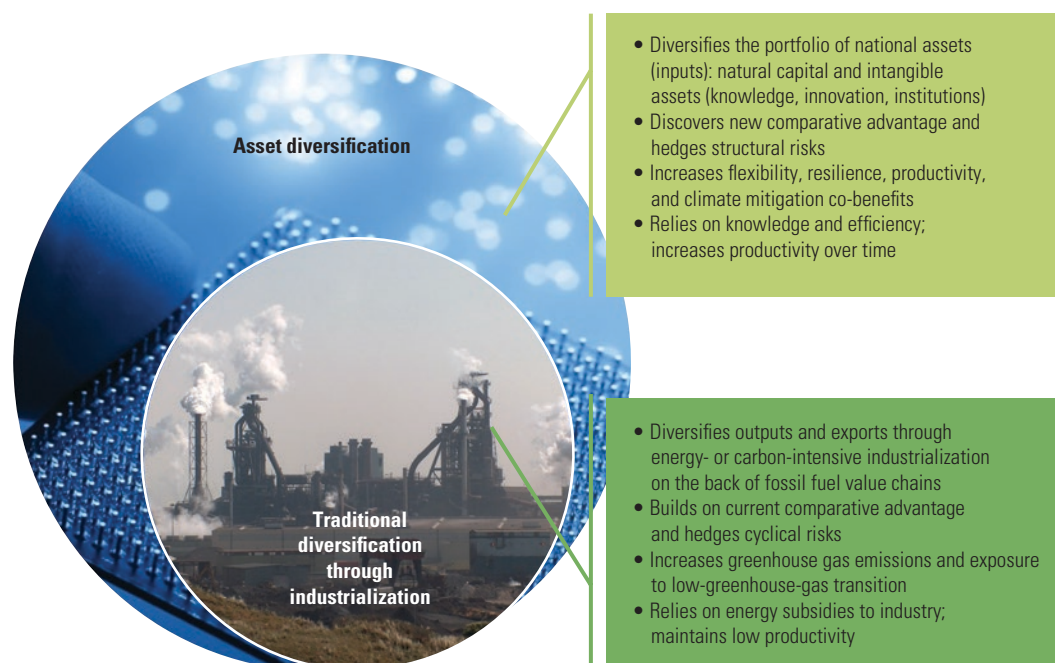 Asset diversification
• Diversifies the portfolio of national assets
(inputs): natural capital and intangible
assets (knowledge, innovation, institutions)
• Discovers new comparative advantage and
hedges structural risks
• Increases flexibility, resilience, productivity,
and climate mitigation co-benefits
• Relies on knowledge and efficiency;
increases productivity over time
Traditional
diversification
through
industrialization
• Diversifies outputs and exports through
energy- or carbon-intensive industrialization
on the back of fossil fuel value chains
• Builds on current comparative advantage
and hedges cyclical risks
• Increases greenhouse gas emissions and exposure
to low-greenhouse-gas transition
• Relies on energy subsidies to industry;
maintains low productivity